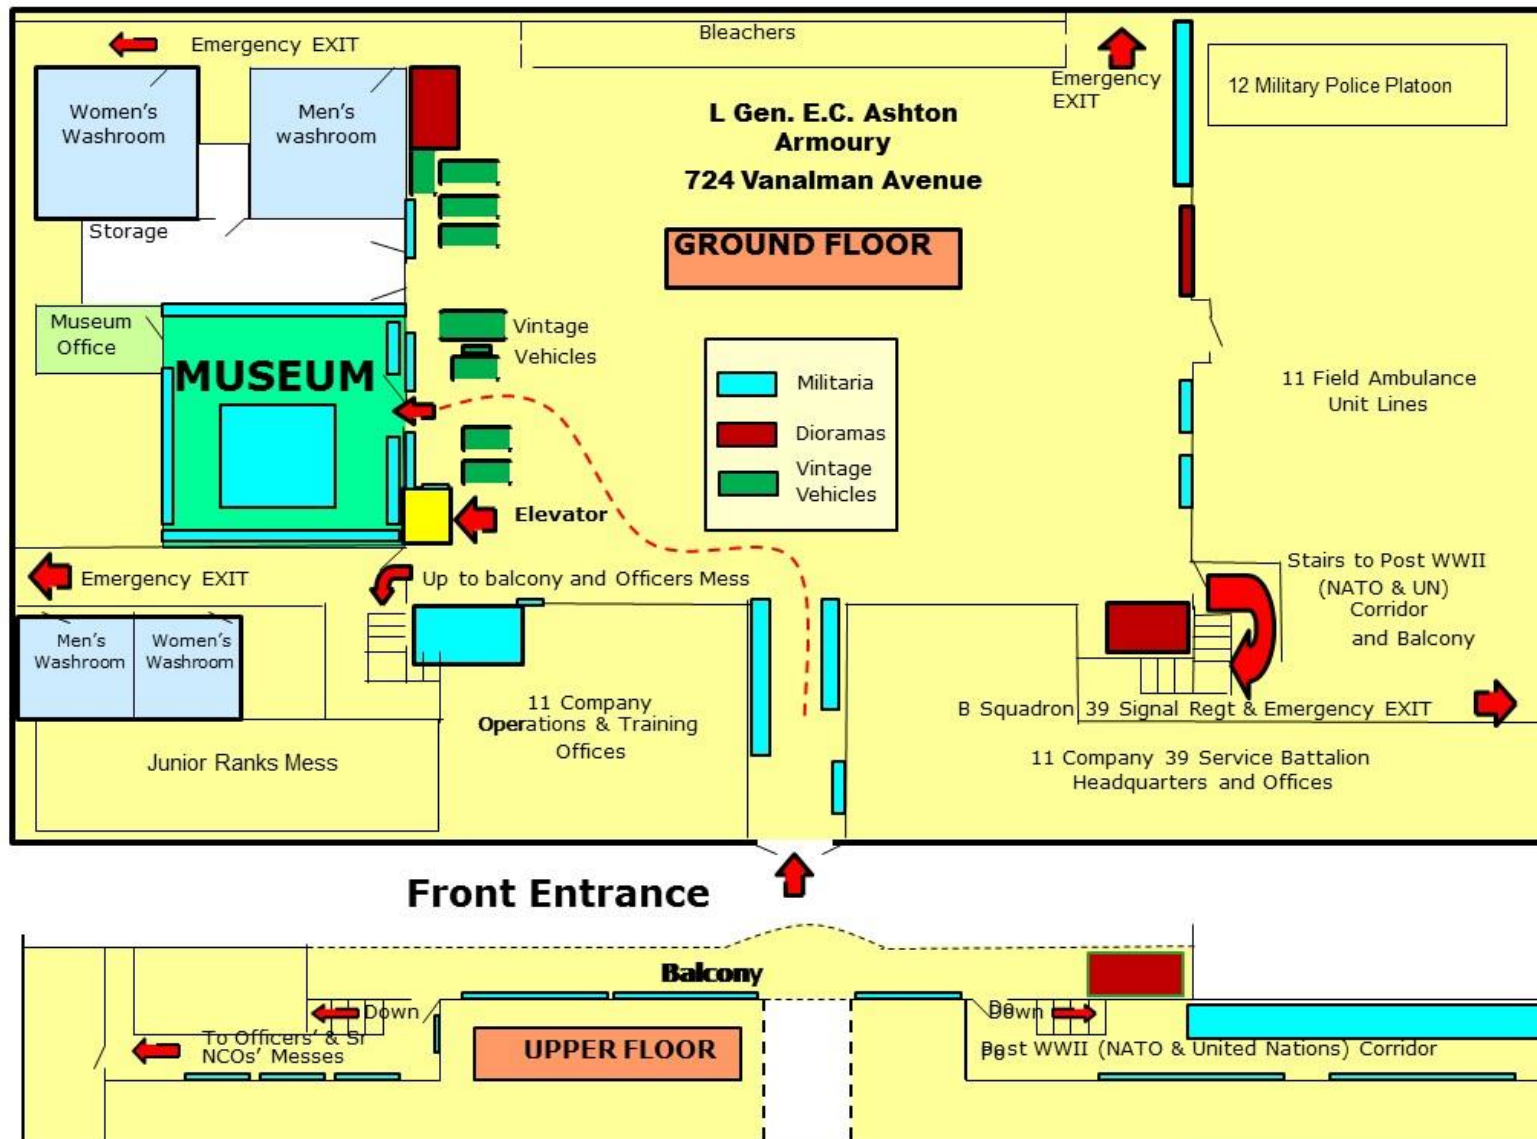 Bleachers
Emergency EXIT
Emergency
EXIT
12 Military Police Platoon
Women's
Washroom
Men's
washroom
L Gen. E.C. Ashton
Armoury
724 Vanalman Avenue
Storage
GROUND FLOOR
Museum
Office
Vintage
Vehicles
MUSEUM
Militaria
Dioramas
Vintage
Vehicles
11 Field Ambulance
Unit Lines
Elevator
Emergency EXIT
Up to balcony and Officers Mess
Stairs to Post WWII
(NATO & UN)
Corridor
and Balcony
Men's
Washroom
Women's
Washroom
11 Company
Operations & Training
Offices
B Squadron 39 Signal Regt & Emergency EXIT
Junior Ranks Mess
11 Company 39 Service Battalion
Headquarters and Offices
Front Entrance
Balcony
Down
Down
To Officers' & Sr
NCOs' Messes
UPPER FLOOR
Post WWII (NATO & United Nations) Corridor